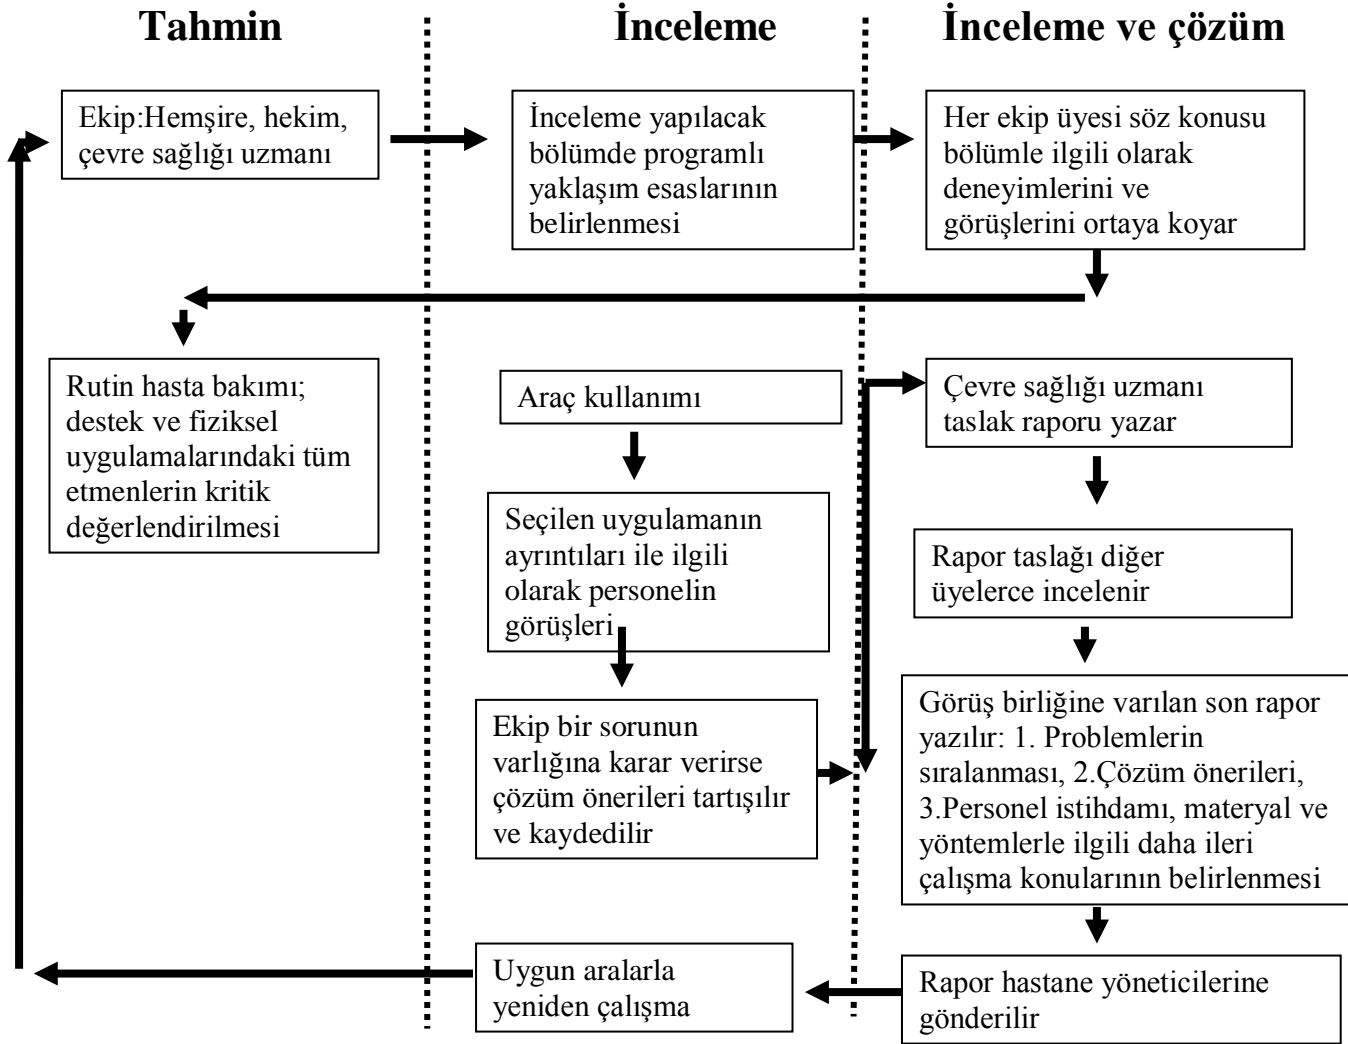 Tahmin
İnceleme
İnceleme ve çözüm
Ekip:Hemşire, hekim,
çevre sağlığı uzmanı
İnceleme yapılacak
bölümde programlı
yaklaşım esaslarının
belirlenmesi
Her ekip üyesi söz konusu
bölümle ilgili olarak
deneyimlerini ve
görüşlerini ortaya koyar
Rutin hasta bakımı;
destek ve fiziksel
uygulamalarındaki tüm
etmenlerin kritik
değerlendirilmesi
Araç kullanımı
Seçilen uygulamanın
ayrıntıları ile ilgili
olarak personelin
görüşleri
Ekip bir sorunun
varlığına karar verirse
çözüm önerileri tartışılır
ve kaydedilir
Çevre sağlığı uzmanı
taslak raporu yazar
Rapor taslağı diğer
üyelerce incelenir
Görüş birliğine varılan son rapor
yazılır: 1. Problemlerin
sıralanması, 2.Çözüm önerileri,
3.Personel istihdamı, materyal ve
yöntemlerle ilgili daha ileri
çalışma konularının belirlenmesi
Rapor hastane yöneticilerine
gönderilir
Uygun aralarla
yeniden çalışma